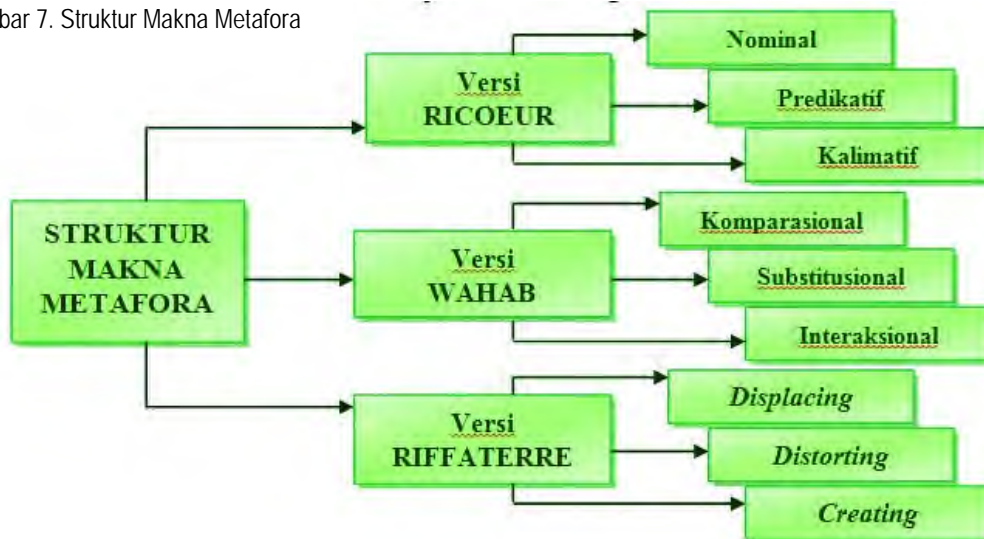 bar 7. Struktur Makna Metafora
STRUKTUR
MAKNA
METAFORA
Versi
RICOEUR
Nominal
Predikatif
Kalimatif
Versi
WAHAB
Komparasional
Substitusional
Interaksional
Versi
RIFFATERRE
Displacing
Distorting
Creating